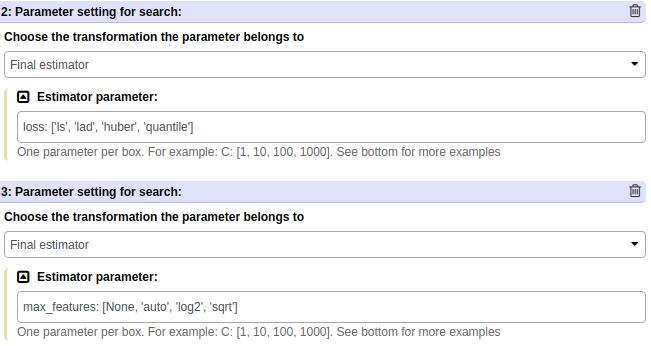 2: Parameter setting for search:
Choose the transformation the parameter belongs to
Final estimator
Estimator parameter:
loss: ['ls', 'lad', 'huber', 'quantile']
One parameter per box. For example: C: [1, 10, 100, 1000]. See bottom for more examples
3: Parameter setting for search:
Choose the transformation the parameter belongs to
Final estimator
Estimator parameter:
max_features: [None, 'auto', 'log2', 'sqrt']
One parameter per box. For example: C: [1, 10, 100, 1000]. See bottom for more examples